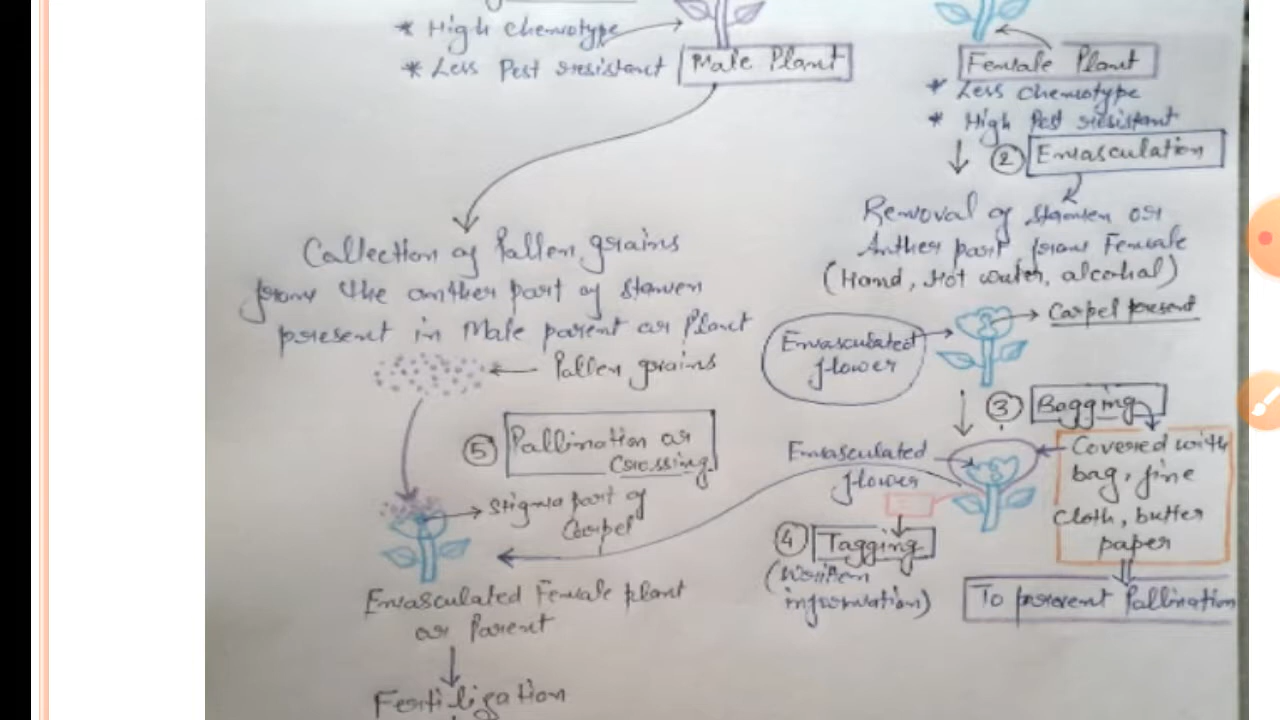 * High Chemotype
* Less Pest resistant
Male Plant
Female Plant
* Less chemotype
* High Pest resistant
② Emasculation
Removal of stamen or
Anther part from Female
(Hand, Hot water, alcohal)
Collection of Pollen grains
from the anther part of stamen
present in Male parent or Plant
Pollen grains
Emasculated
flower
Carpel present
③ Bagging
Covered with
bag, fine
cloth, butter
paper
To prevent Pollination
Emasculated
flower
④ Tagging
(Written
information)
⑤ Pollination or
Crossing
Stigma part of
Carpel
Emasculated Female plant
or Parent
Fertilization